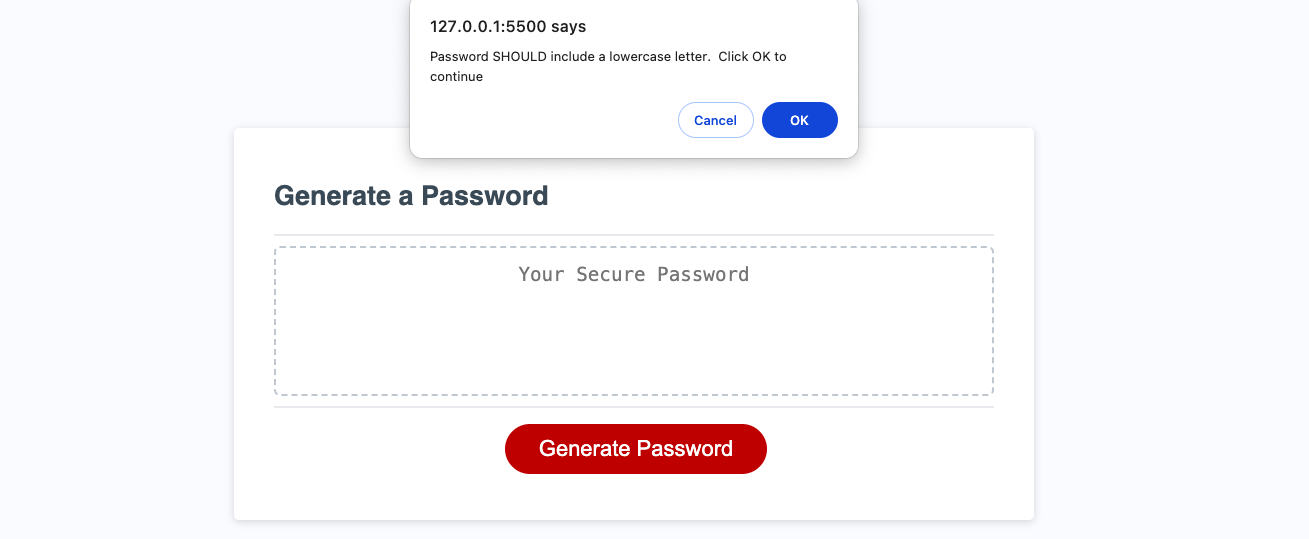 127.0.0.1:5500 says
Password SHOULD include a lowercase letter.  Click OK to
continue
Cancel
OK
Generate a Password
Your Secure Password
Generate Password